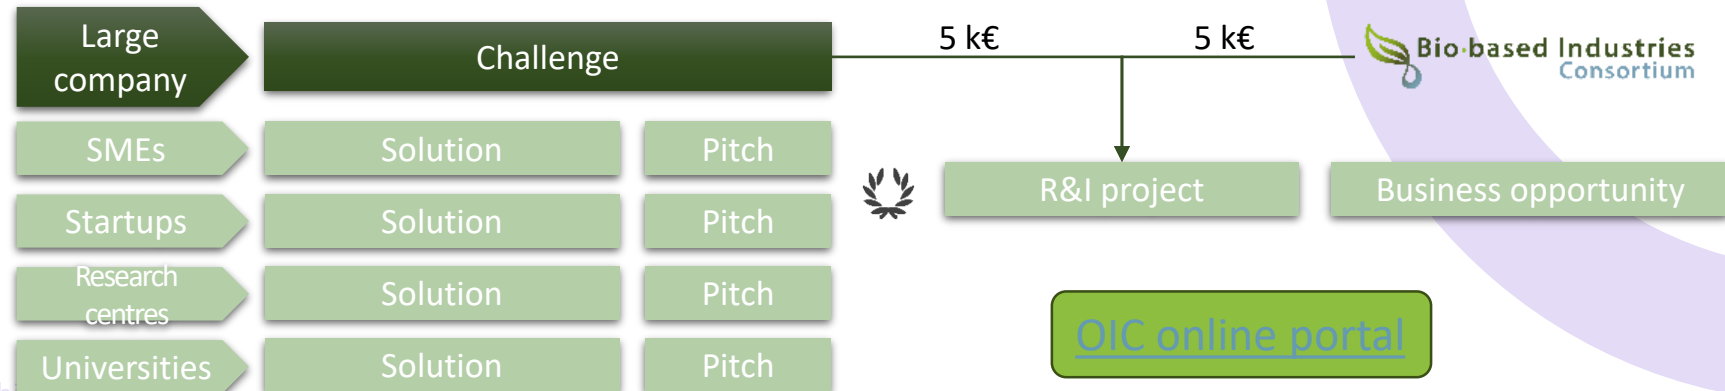 Large
company
Challenge
5 k€
5 k€
Bio-based Industries
Consortium
SMEs
Solution
Pitch
R&I project
Business opportunity
Startups
Solution
Pitch
Research
centres
Solution
Pitch
OIC online portal
Universities
Solution
Pitch